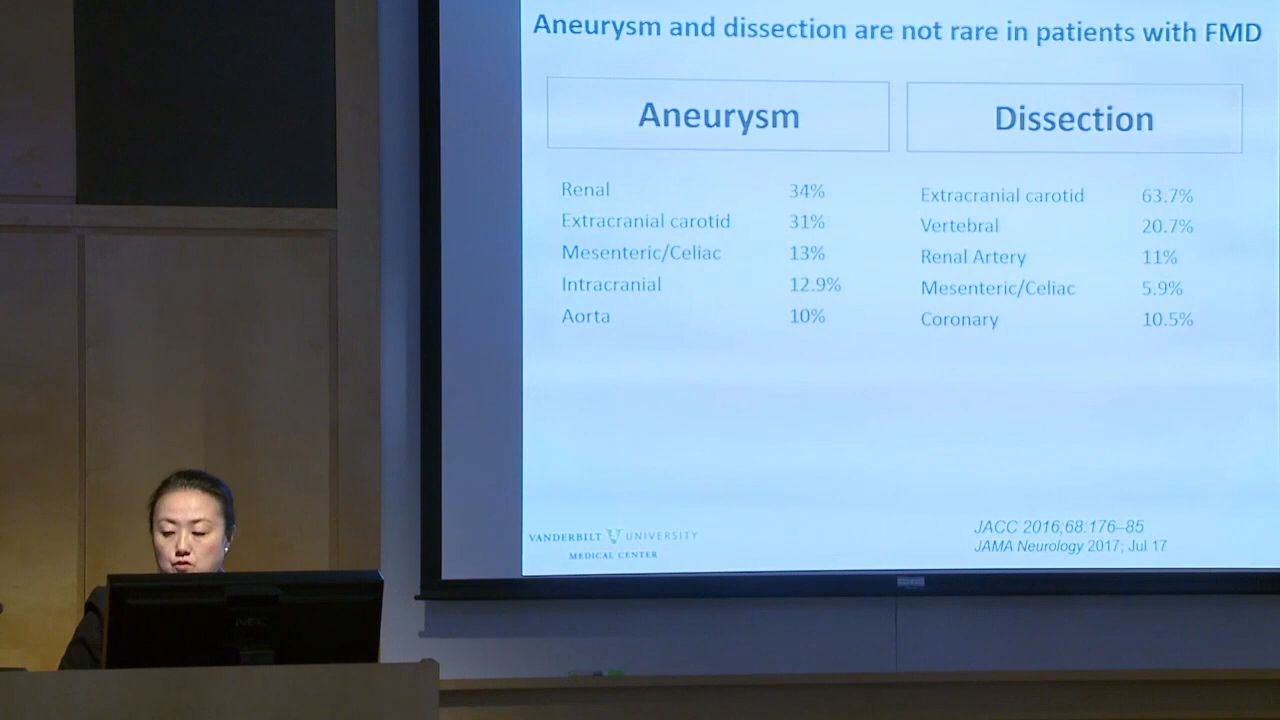 Aneurysm and dissection are not rare in patients with FMD
Aneurysm
Renal 34%
Extracranial carotid 31%
Mesenteric/Celiac 13%
Intracranial 12.9%
Aorta 10%
Dissection
Extracranial carotid 63.7%
Vertebral 20.7%
Renal Artery 11%
Mesenteric/Celiac 5.9%
Coronary 10.5%
VANDERBILT UNIVERSITY
MEDICAL CENTER
JACC 2016,68:176–85
JAMA Neurology 2017; Jul 17
NEC